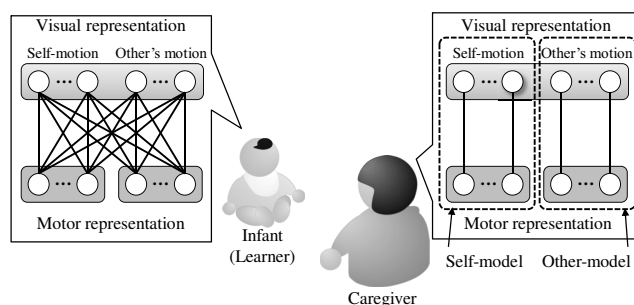 Visual representation
Self-motion Other's motion
... ...
... ...
Motor representation
Infant
(Learner)
Visual representation
Self-motion Other's motion
... ...
... ...
Motor representation
Self-model Other-model
Caregiver